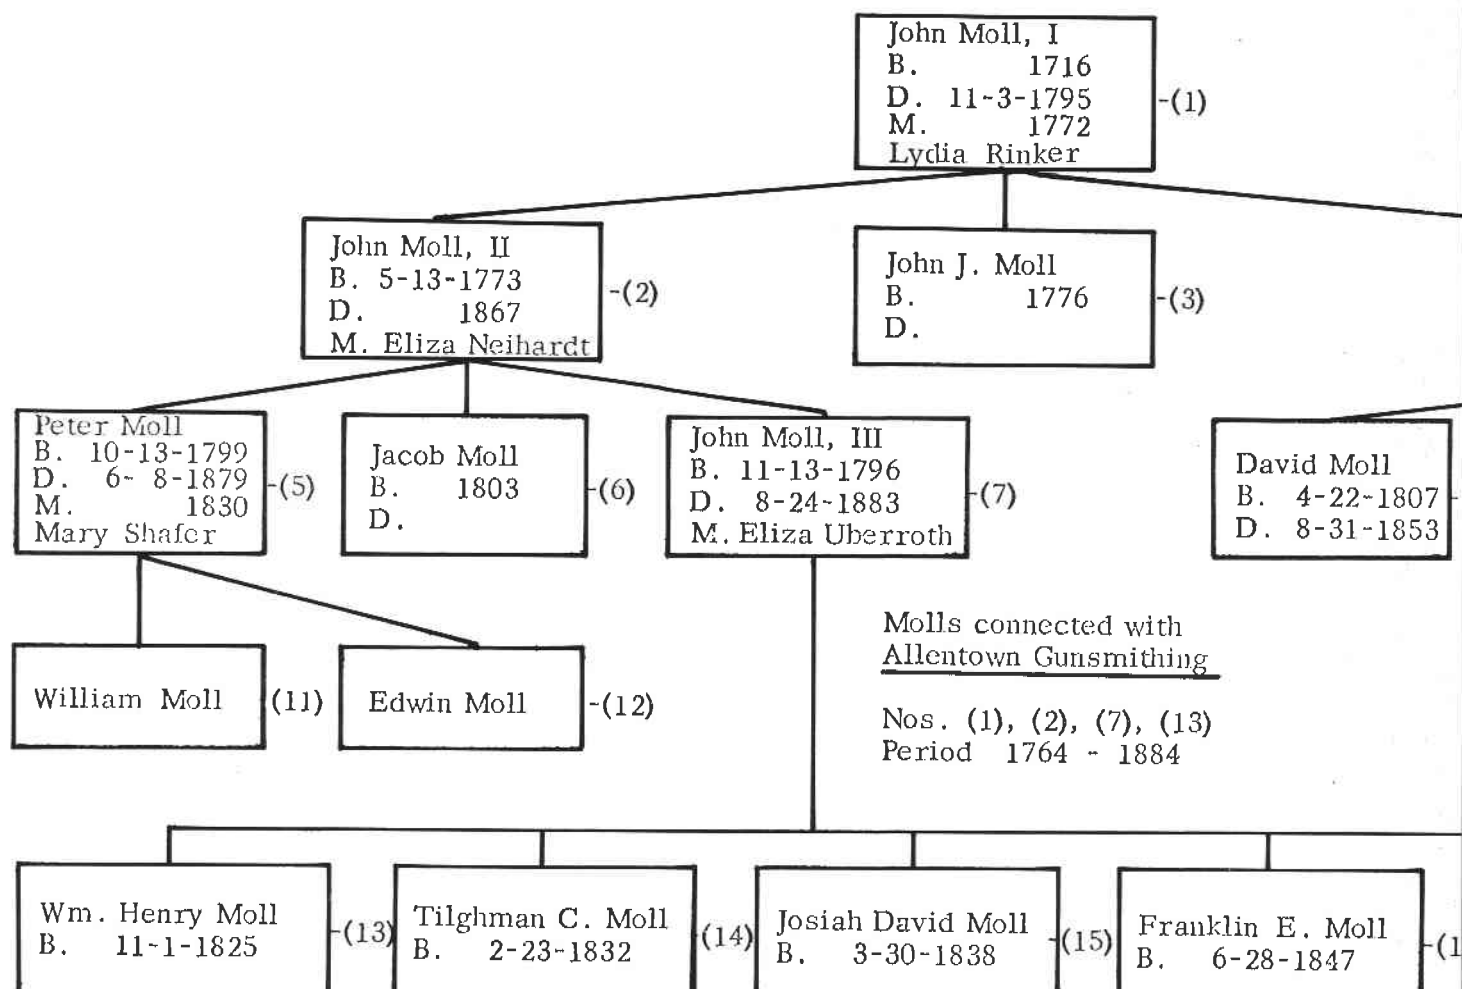 John Moll, I
B. 1716
D. 11-3-1795
M. 1772
Lydia Rinker
-(1)
John Moll, II
B. 5-13-1773
D. 1867
M. Eliza Neihardt
-(2)
John J. Moll
B. 1776
D.
-(3)
Peter Moll
B. 10-13-1799
D. 6- 8-1879
M. 1830
Mary Shafer
-(5)
Jacob Moll
B. 1803
D.
-(6)
John Moll, III
B. 11-13-1796
D. 8-24-1883
M. Eliza Uberroth
-(7)
David Moll
B. 4-22-1807
D. 8-31-1853
William Moll
(11)
Edwin Moll
-(12)
Molls connected with
Allentown Gunsmithing
Nos. (1), (2), (7), (13)
Period 1764 - 1884
Wm. Henry Moll
B. 11-1-1825
-(13)
Tilghman C. Moll
B. 2-23-1832
(14)
Josiah David Moll
B. 3-30-1838
-(15)
Franklin E. Moll
B. 6-28-1847